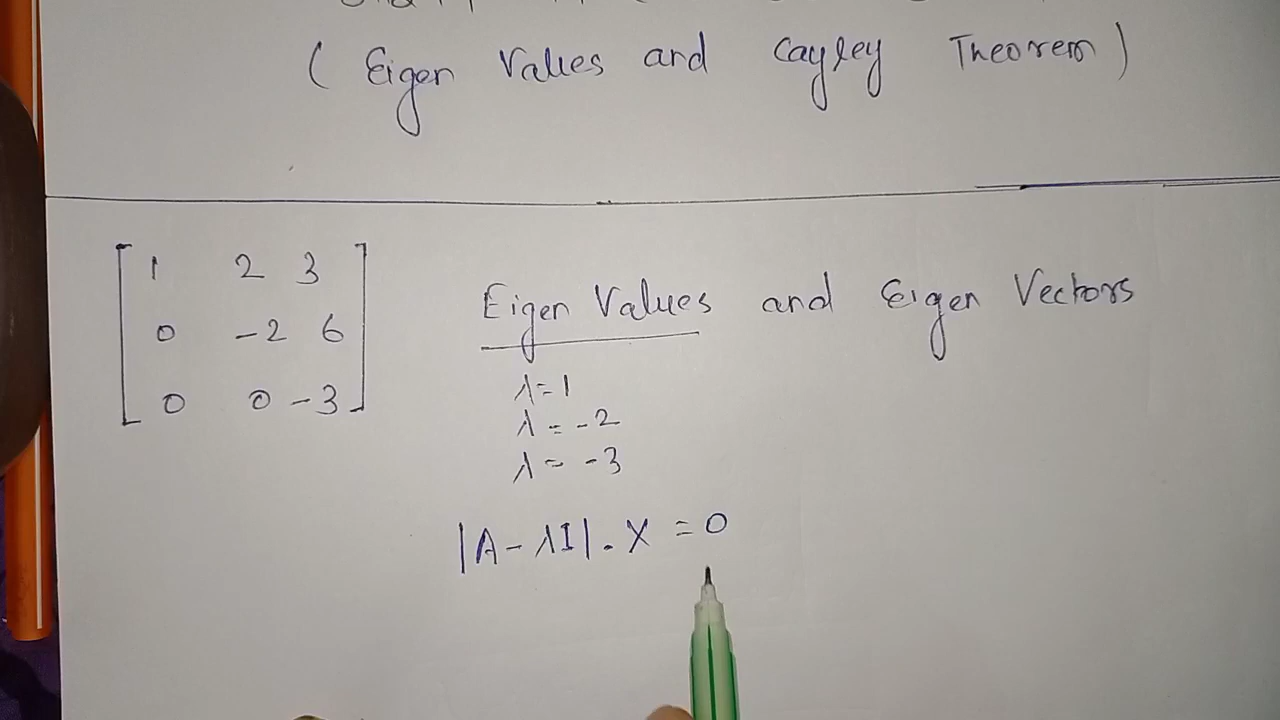 ( Eigen Values and Cayley Theorem )
1 2 3
0 -2 6
0 0 -3
Eigen Values and Eigen Vectors
λ=1
λ = -2
λ = -3
|A - λI| . X = 0